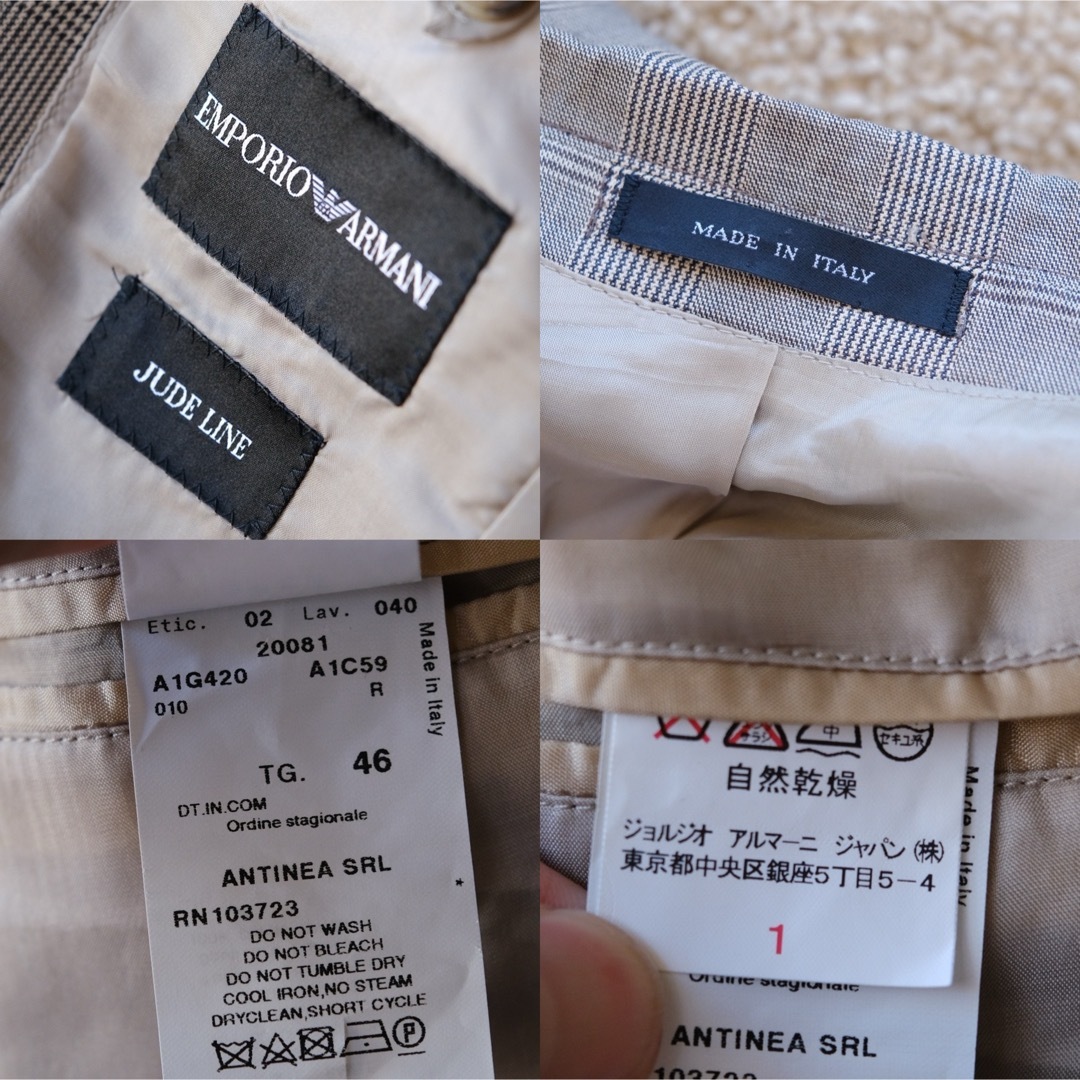 EMPORIO ARMANI
JUDE LINE
MADE IN ITALY
Etic. 02 Lav. 040
20081
A1G420 A1C59
010 R
Made in Italy
TG. 46
DT.IN.COM
Ordine stagionale
ANTINEA SRL
RN103723
DO NOT WASH
DO NOT BLEACH
DO NOT TUMBLE DRY
COOL IRON,NO STEAM
DRYCLEAN,SHORT CYCLE
P
中
セキユ系
自然乾燥
ジョルジオ アルマーニ ジャパン(株)
東京都中央区銀座5丁目5-4
1
Made in Italy
Ordine stagionale
ANTINEA SRL